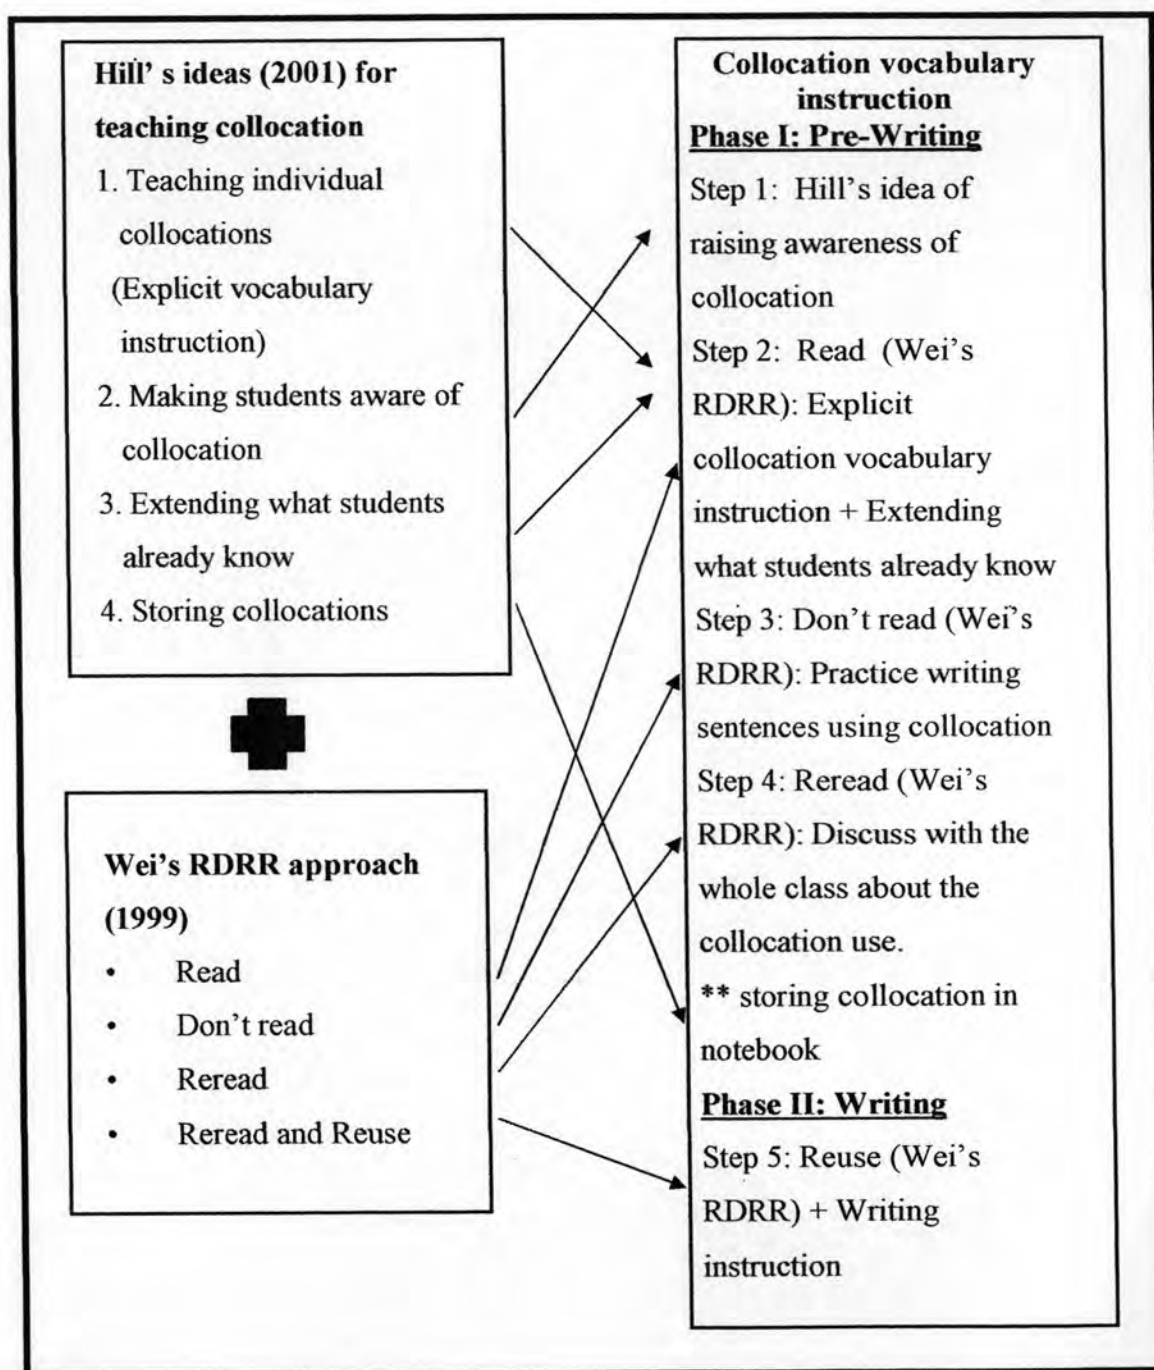 Hill' s ideas (2001) for
teaching collocation
1. Teaching individual
collocations
(Explicit vocabulary
instruction)
2. Making students aware of
collocation
3. Extending what students
already know
4. Storing collocations
Wei's RDRR approach
(1999)
• Read
• Don't read
• Reread
• Reread and Reuse
Collocation vocabulary
instruction
Phase I: Pre-Writing
Step 1: Hill's idea of
raising awareness of
collocation
Step 2: Read (Wei's
RDRR): Explicit
collocation vocabulary
instruction + Extending
what students already know
Step 3: Don't read (Wei's
RDRR): Practice writing
sentences using collocation
Step 4: Reread (Wei's
RDRR): Discuss with the
whole class about the
collocation use.
** storing collocation in
notebook
Phase II: Writing
Step 5: Reuse (Wei's
RDRR) + Writing
instruction